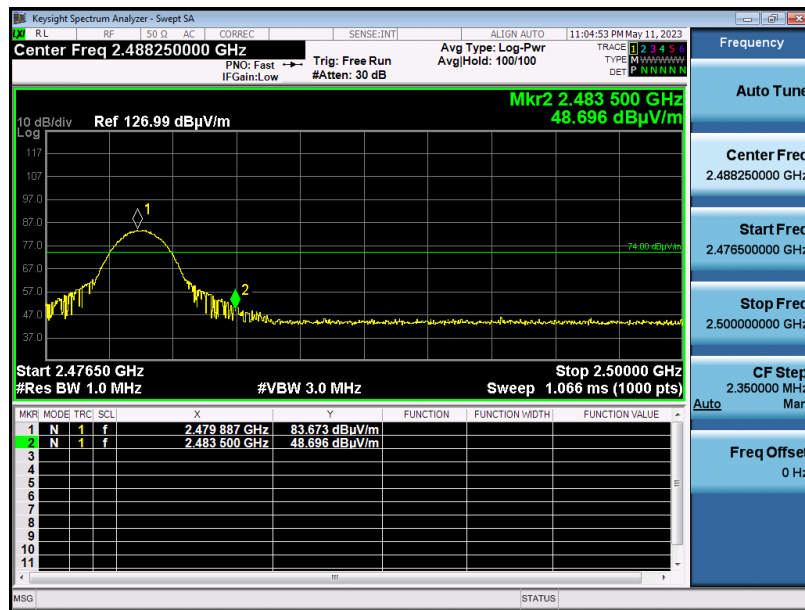 Keysight Spectrum Analyzer - Swept SA
LXI RL RF 50 Ω AC CORREC SENSE:INT ALIGN AUTO 11:04:53 PM May 11, 2023
Center Freq 2.488250000 GHz
PNO: Fast
IFGain:Low
Trig: Free Run
#Atten: 30 dB
Avg Type: Log-Pwr
Avg|Hold: 100/100
TRACE 1 2 3 4 5 6
TYPE M W W W W W
DET P N N N N N
Mkr2 2.483 500 GHz
48.696 dBµV/m
10 dB/div Ref 126.99 dBµV/m
Log
117
107
97.0
87.0
77.0
67.0
57.0
47.0
37.0
1
2
74.00 dBµV/m
Start 2.47650 GHz Stop 2.50000 GHz
#Res BW 1.0 MHz #VBW 3.0 MHz Sweep 1.066 ms (1000 pts)
MKR MODE TRC SCL X Y FUNCTION FUNCTION WIDTH FUNCTION VALUE
1 N 1 f 2.479 887 GHz 83.673 dBµV/m
2 N 1 f 2.483 500 GHz 48.696 dBµV/m
3
4
5
6
7
8
9
10
11
MSG STATUS
Frequency
Auto Tune
Center Freq
2.488250000 GHz
Start Freq
2.476500000 GHz
Stop Freq
2.500000000 GHz
CF Step
2.350000 MHz
Auto Man
Freq Offset
0 Hz